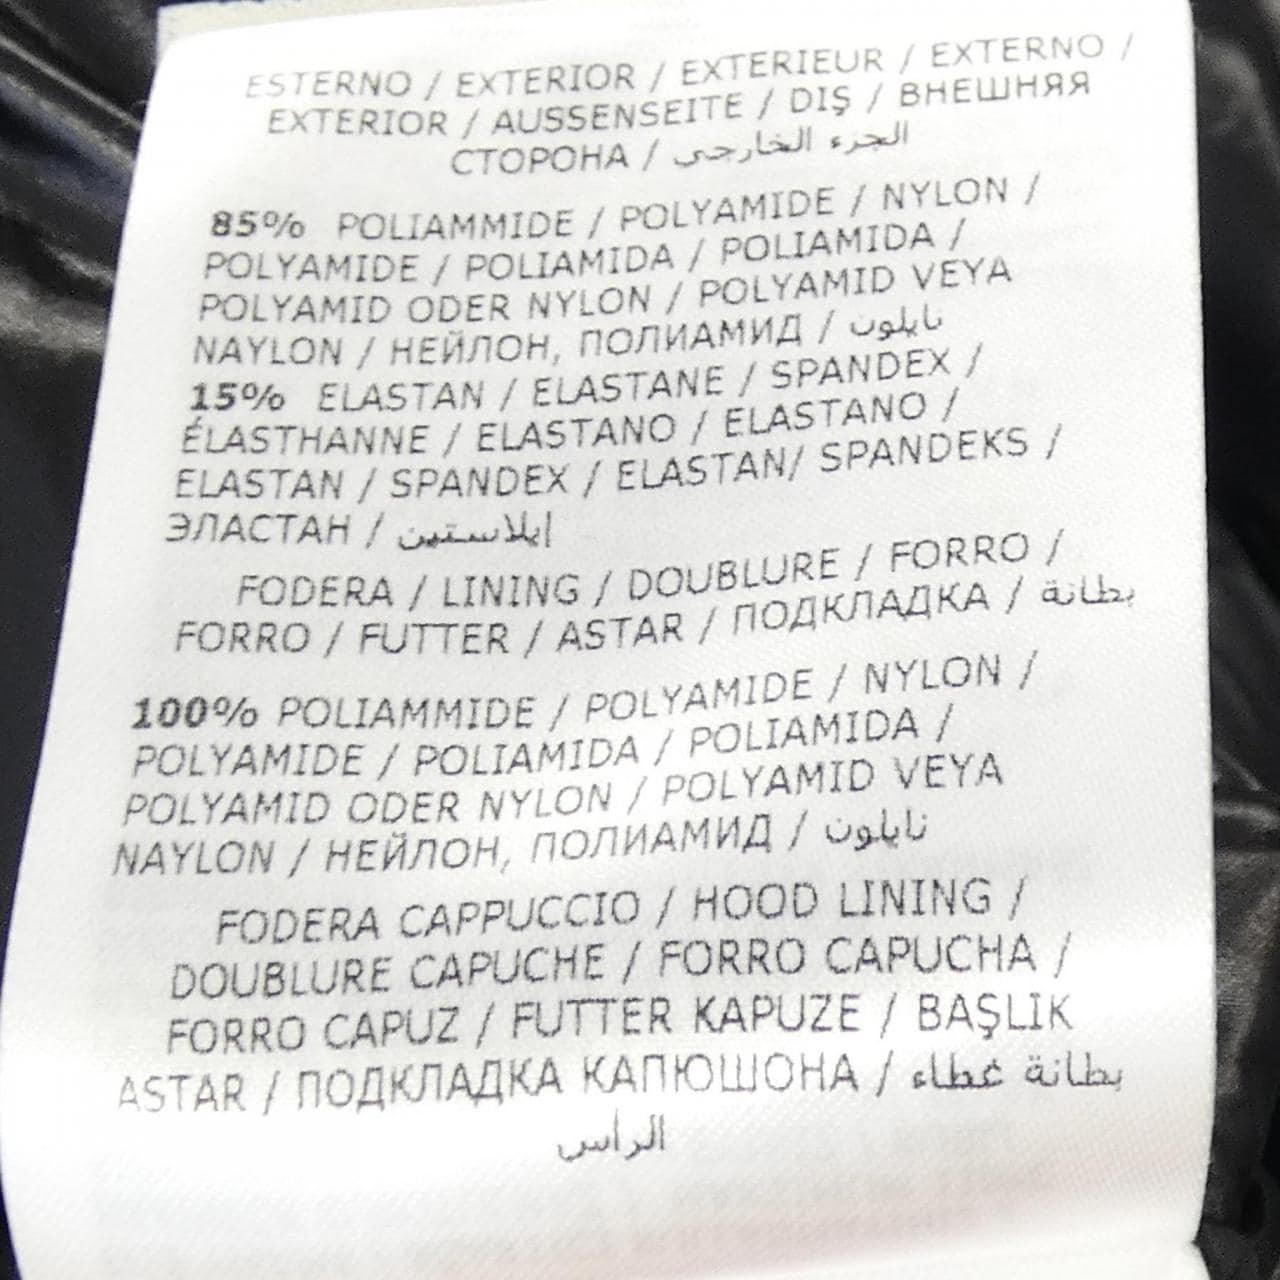 ESTERNO / EXTERIOR / EXTERIEUR / EXTERNO /
EXTERIOR / AUSSENSEITE / DIŞ / ВНЕШНЯЯ
СТОРОНА / الجزء الخارجي
85% POLIAMMIDE / POLYAMIDE / NYLON /
POLYAMIDE / POLIAMIDA / POLIAMIDA /
POLYAMID ODER NYLON / POLYAMID VEYA
NAYLON / НЕЙЛОН, ПОЛИАМИД / نايلون
15% ELASTAN / ELASTANE / SPANDEX /
ÉLASTHANNE / ELASTANO / ELASTANO /
ELASTAN / SPANDEX / ELASTAN/ SPANDEKS /
ЭЛАСТАН / إيلاستين
FODERA / LINING / DOUBLURE / FORRO /
FORRO / FUTTER / ASTAR / ПОДКЛАДКА / بطانة
100% POLIAMMIDE / POLYAMIDE / NYLON /
POLYAMIDE / POLIAMIDA / POLIAMIDA /
POLYAMID ODER NYLON / POLYAMID VEYA
NAYLON / НЕЙЛОН, ПОЛИАМИД / نايلون
FODERA CAPPUCCIO / HOOD LINING /
DOUBLURE CAPUCHE / FORRO CAPUCHA /
FORRO CAPUZ / FUTTER KAPUZE / BAŞLIK
ASTAR / ПОДКЛАДКА КАПЮШОНА / بطانة غطاء
الرأس